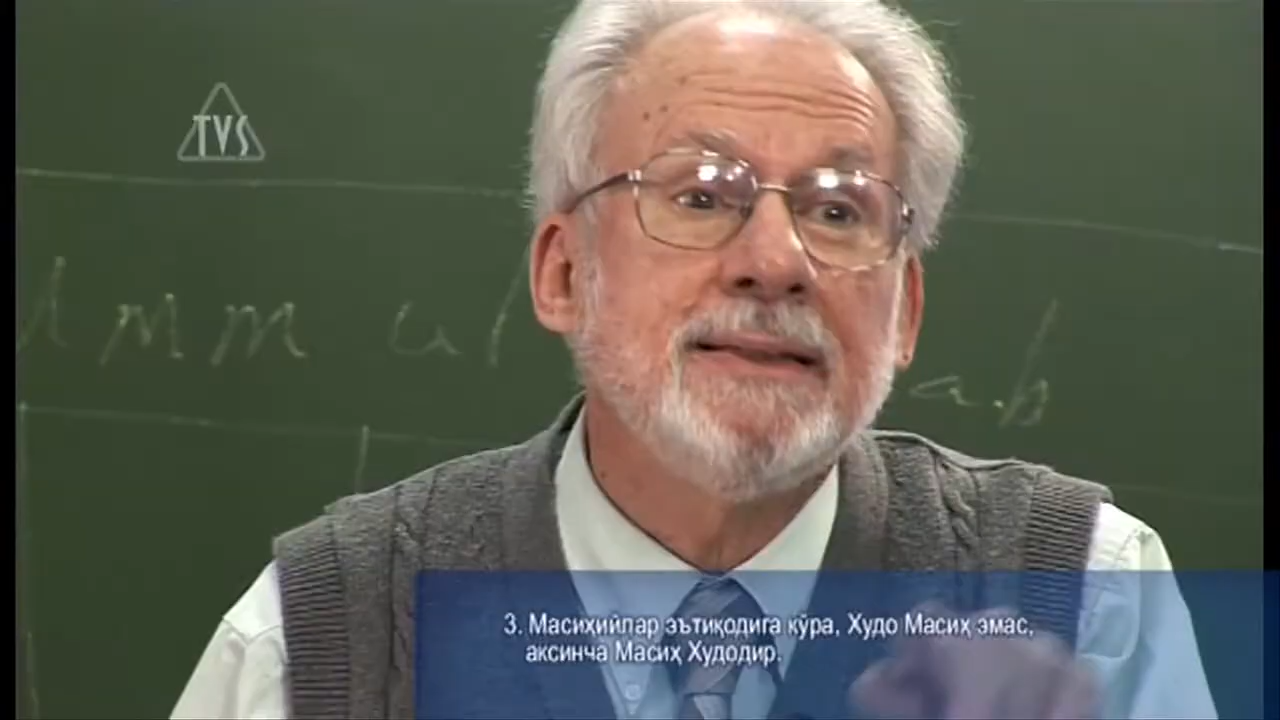 TVS
a.b
3. Масиҳийлар эътиқодига кўра, Худо Масиҳ эмас,
аксинча Масиҳ Худодир.